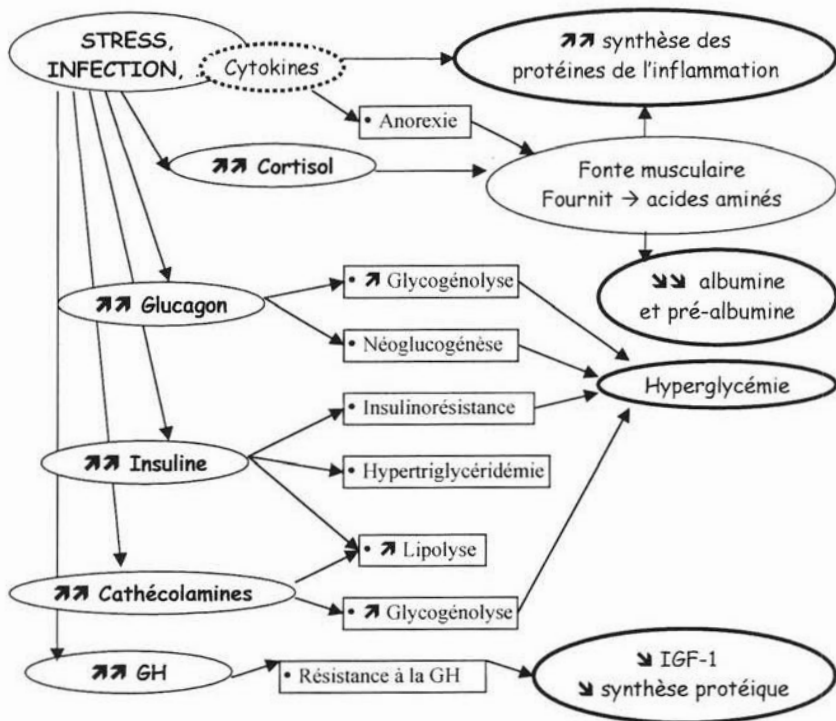 STRESS,
INFECTION,
Cytokines
↗↗ synthèse des
protéines de l'inflammation
• Anorexie
↗↗ Cortisol
Fonte musculaire
Fournit → acides aminés
↗↗ Glucagon
• ↗ Glycogénolyse
↘↘ albumine
et pré-albumine
• Néoglucogénèse
Hyperglycémie
• Insulinorésistance
↗↗ Insuline
• Hypertriglycéridémie
• ↗ Lipolyse
↗↗ Cathécolamines
• ↗ Glycogénolyse
↗↗ GH
• Résistance à la GH
↘ IGF-1
↘ synthèse protéique